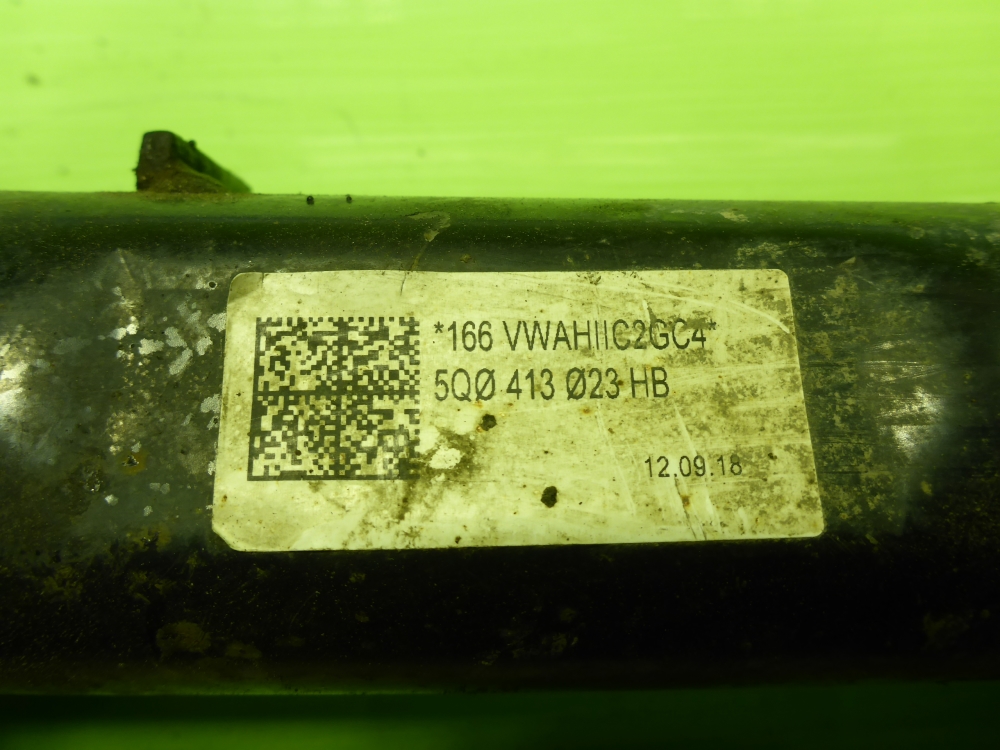 *166 VWAHIIC2GC4*
5QØ 413 Ø23 HB
12.09.18